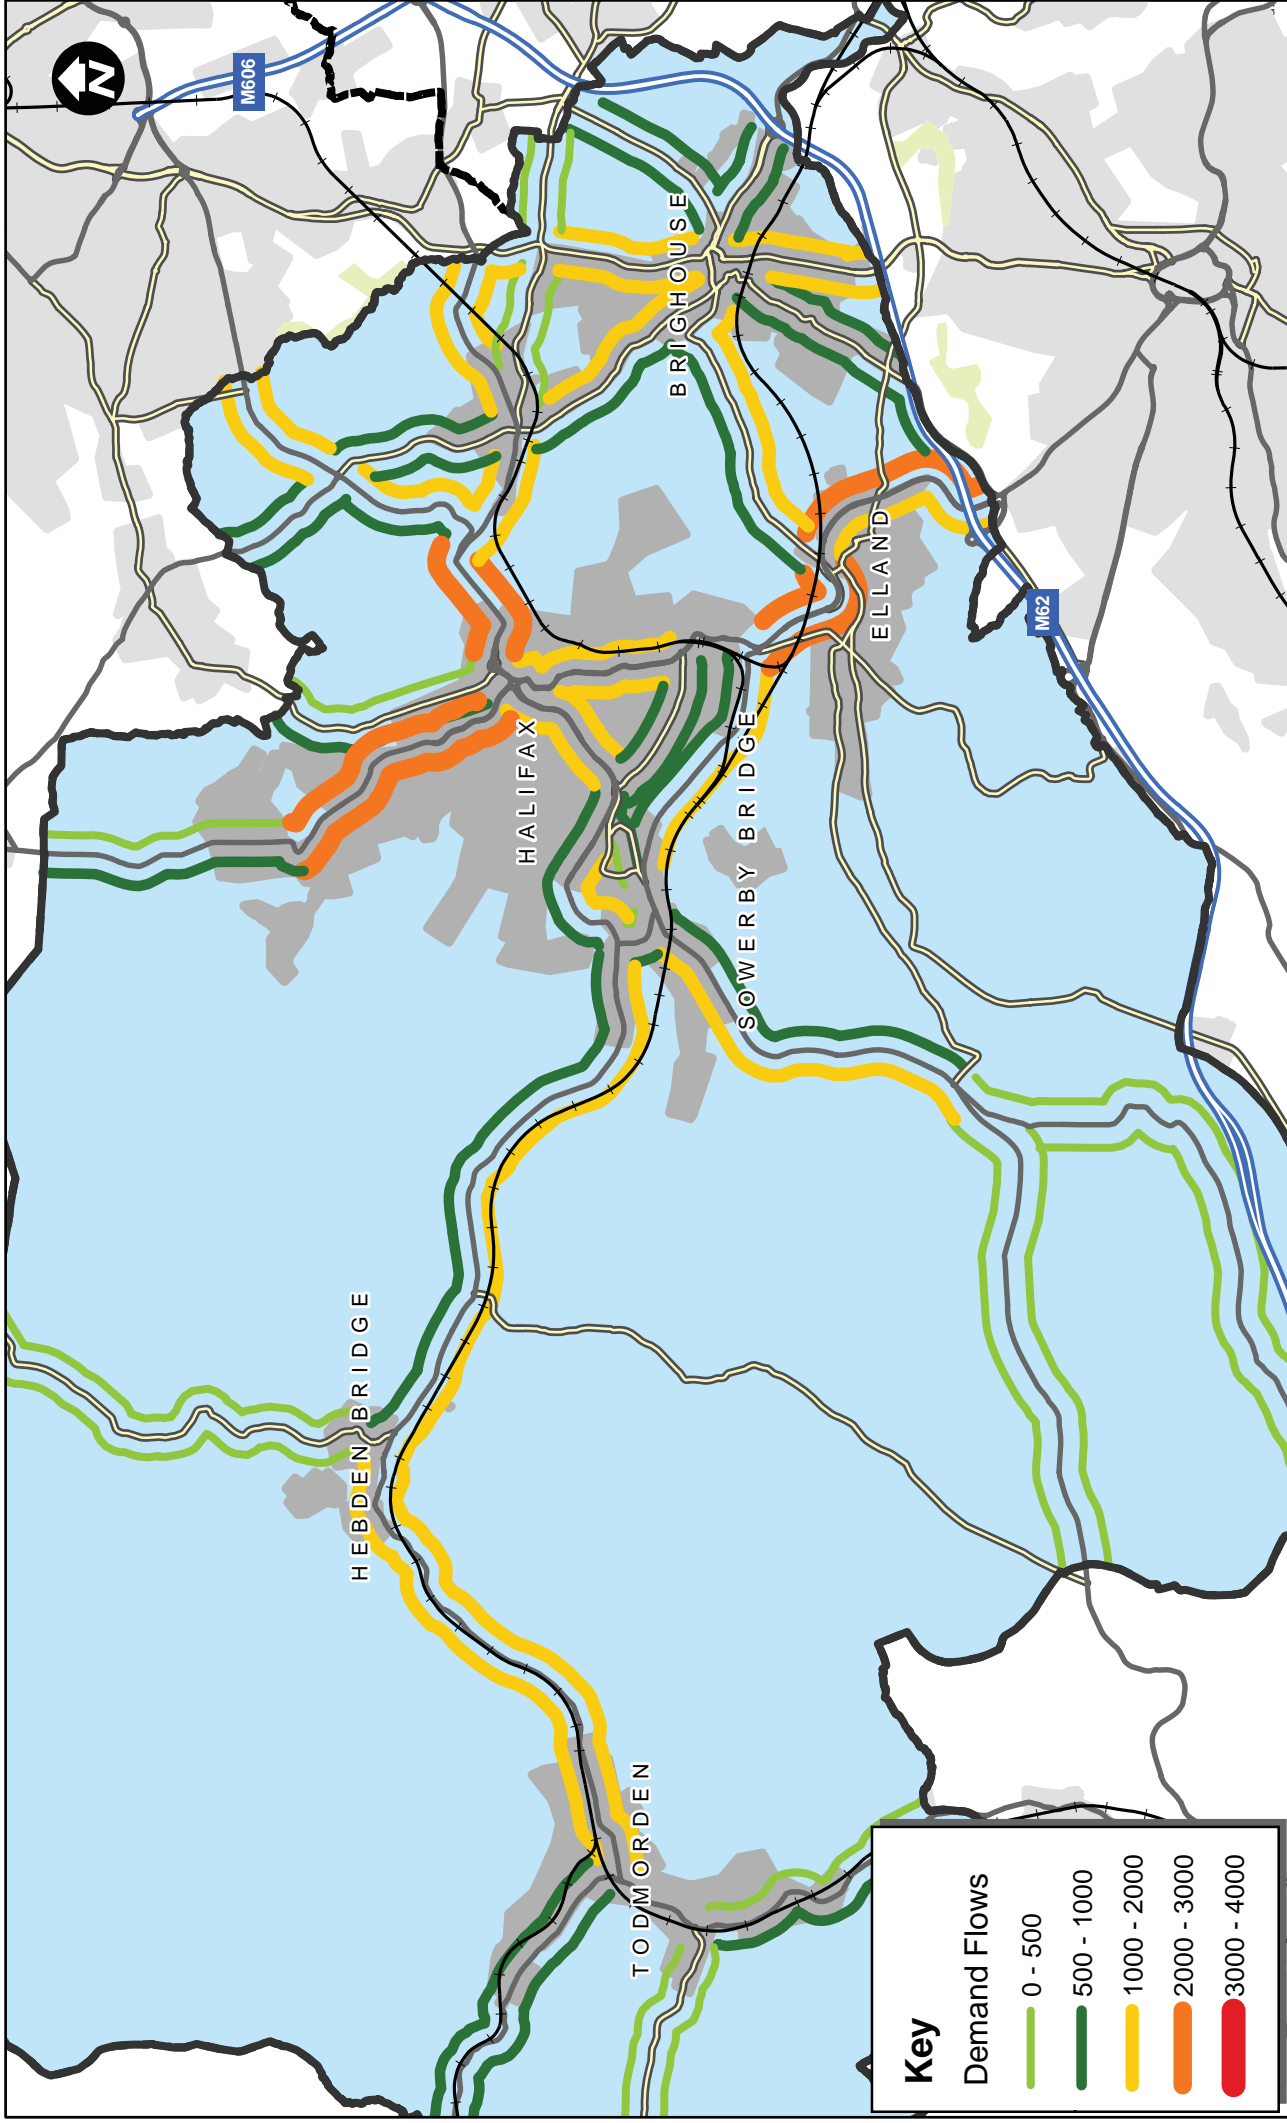 N
M606
BRIGHOUSE
HALIFAX
ELLAND
M62
SOWERBY BRIDGE
HEBDEN BRIDGE
TODMORDEN
Key
Demand Flows
0 - 500
500 - 1000
1000 - 2000
2000 - 3000
3000 - 4000